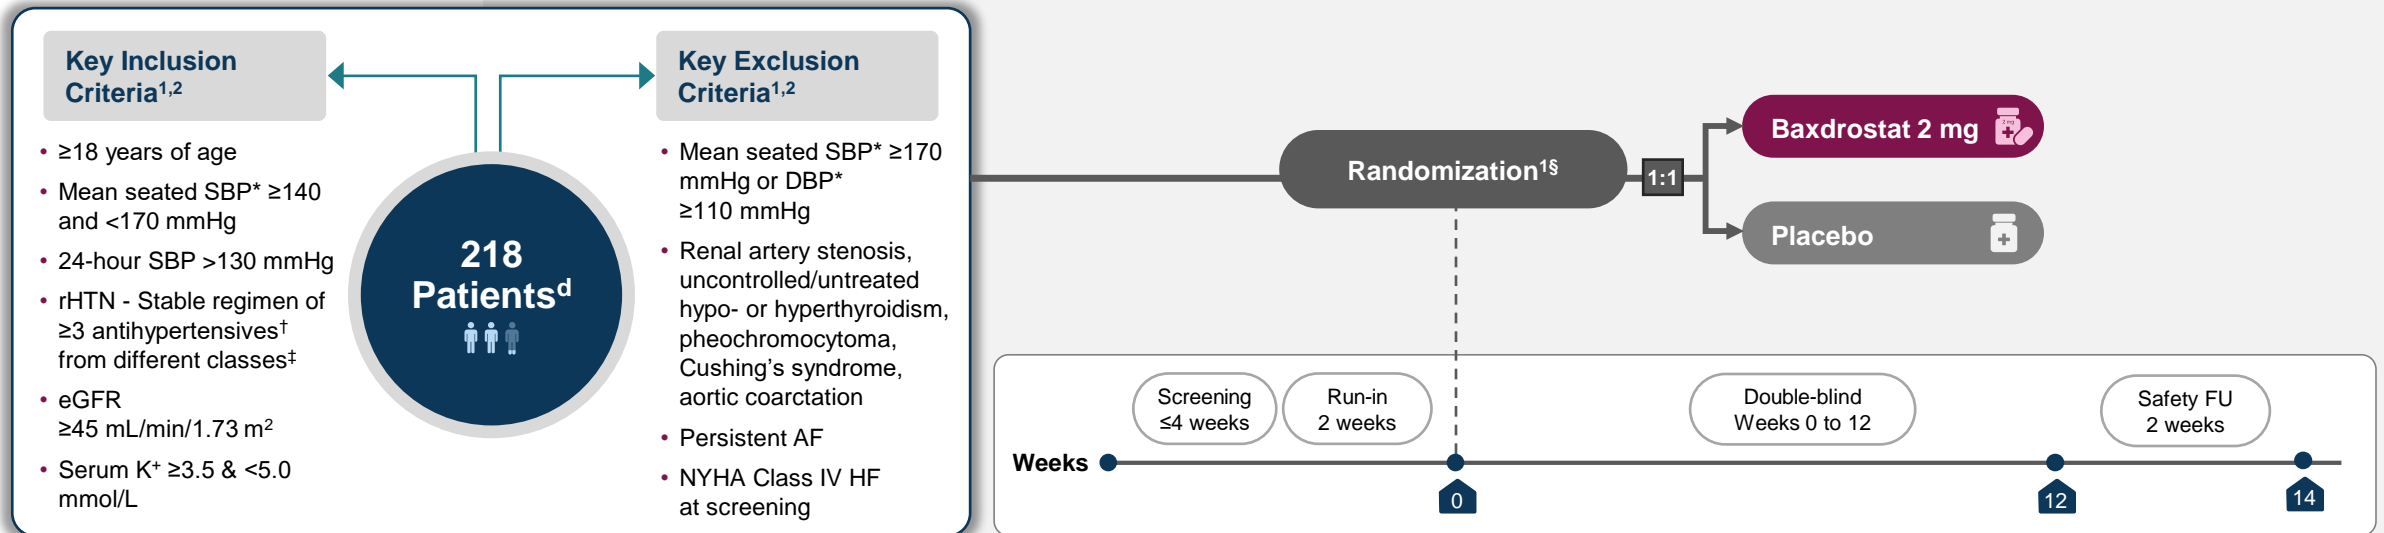 Key Inclusion
Criteria¹,²
• ≥18 years of age
• Mean seated SBP* ≥140
and <170 mmHg
• 24-hour SBP >130 mmHg
• rHTN - Stable regimen of
≥3 antihypertensives†
from different classes‡
• eGFR
≥45 mL/min/1.73 m²
• Serum K⁺ ≥3.5 & <5.0
mmol/L
218
Patientsᵈ
Key Exclusion
Criteria¹,²
• Mean seated SBP* ≥170
mmHg or DBP*
≥110 mmHg
• Renal artery stenosis,
uncontrolled/untreated
hypo- or hyperthyroidism,
pheochromocytoma,
Cushing's syndrome,
aortic coarctation
• Persistent AF
• NYHA Class IV HF
at screening
Randomization¹§
1:1
Baxdrostat 2 mg
2 mg
Placebo
Screening
≤4 weeks
Run-in
2 weeks
Double-blind
Weeks 0 to 12
Safety FU
2 weeks
Weeks
0
12
14